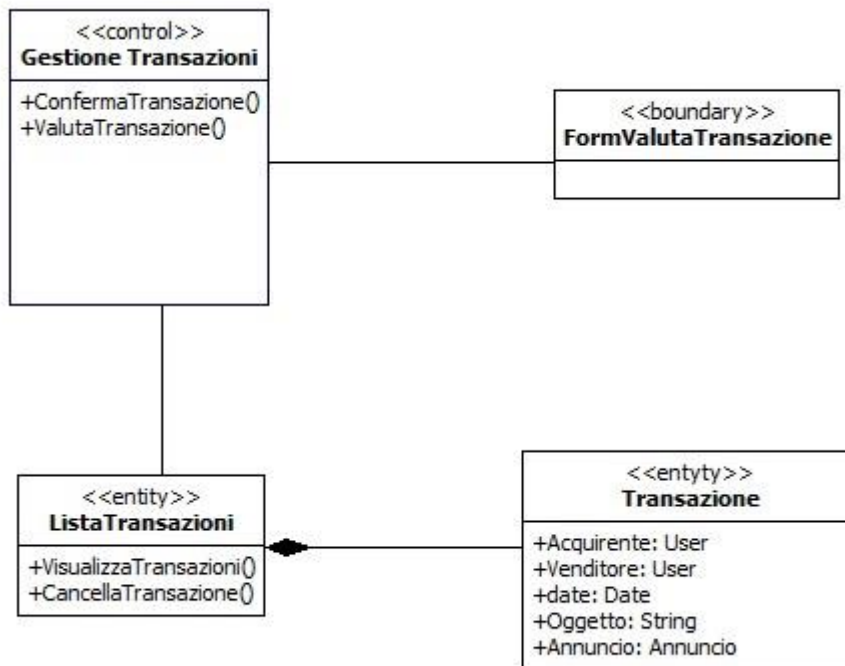 <<control>>
Gestione Transazioni
+ConfermaTransazione()
+ValutaTransazione()
<<boundary>>
FormValutaTransazione
<<entity>>
ListaTransazioni
+VisualizzaTransazioni()
+CancellaTransazione()
<<entyty>>
Transazione
+Acquirente: User
+Venditore: User
+date: Date
+Oggetto: String
+Annuncio: Annuncio